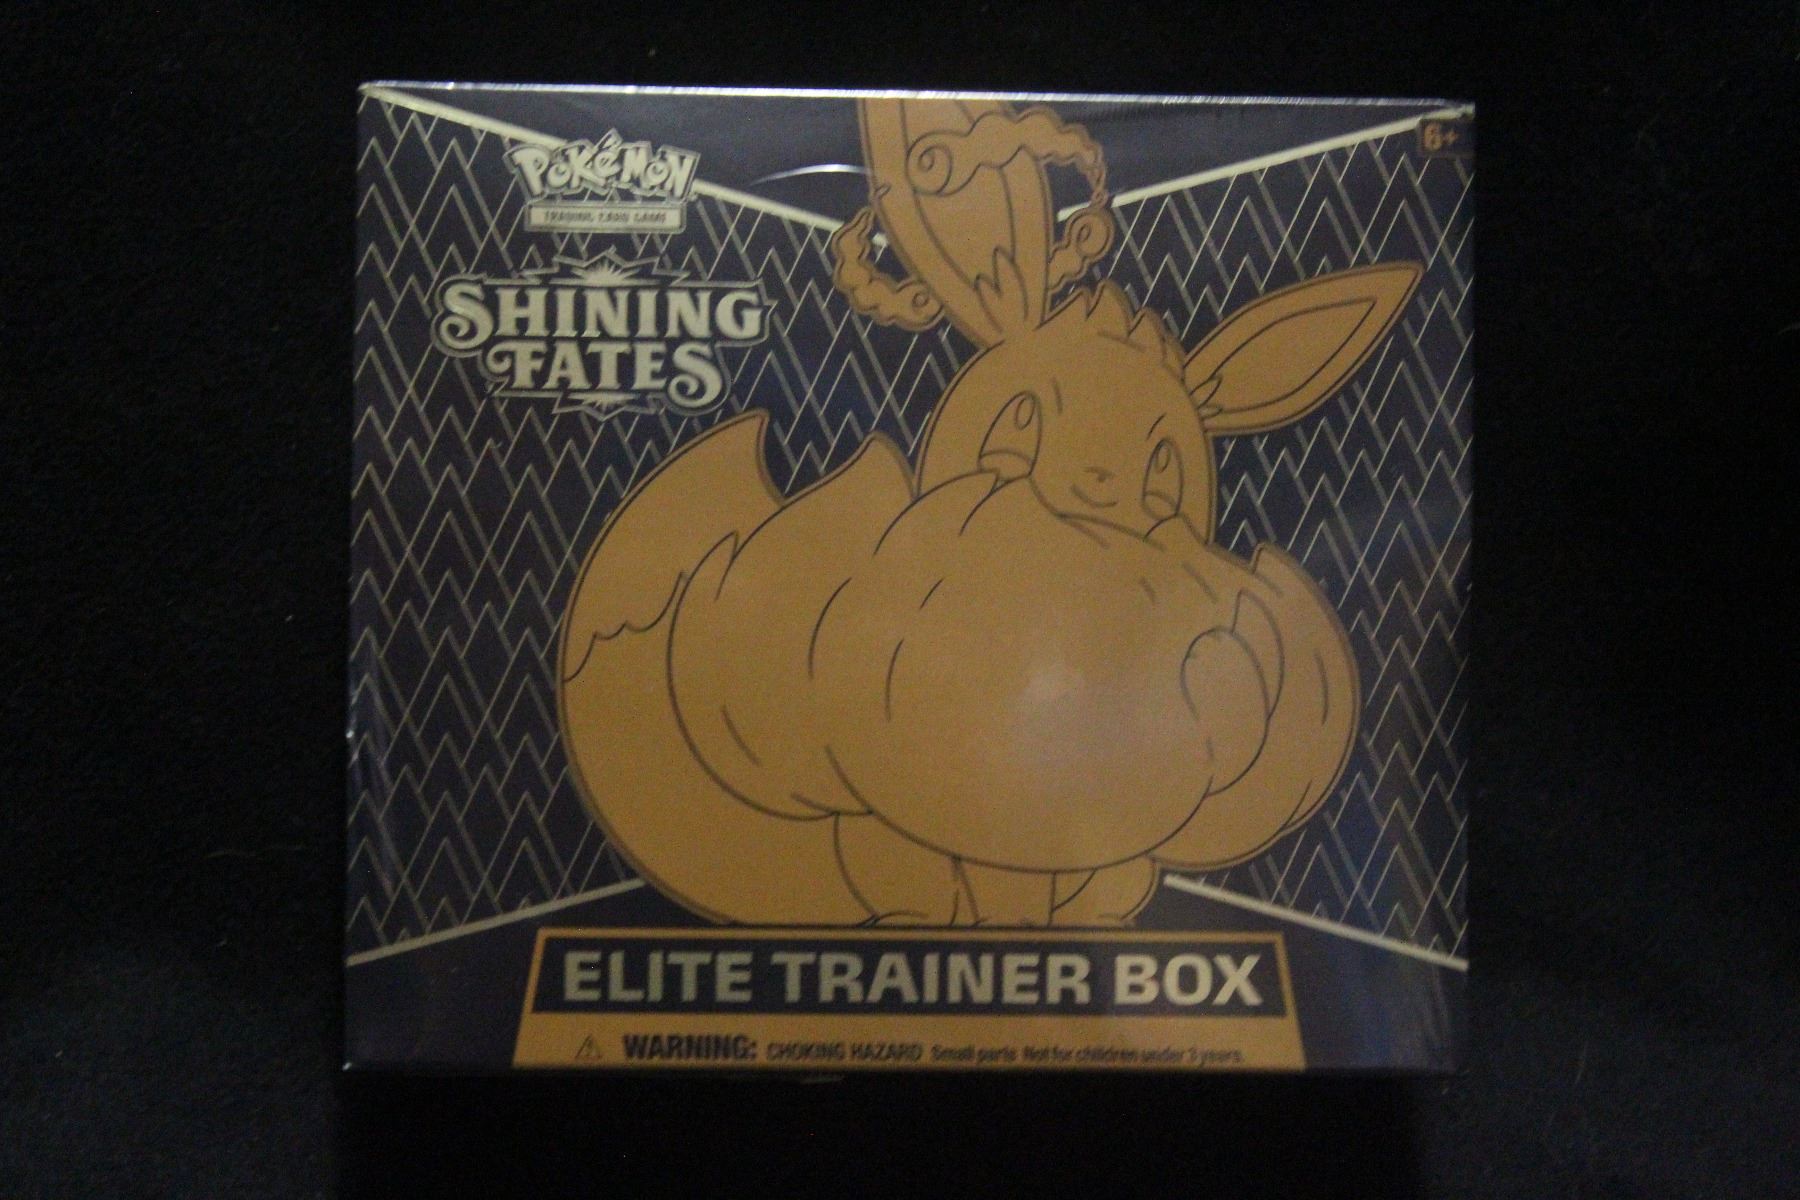 6+
POKéMON
TRADING CARD GAME
SHINING
FATES
ELITE TRAINER BOX
⚠ WARNING: CHOKING HAZARD Small parts Not for children under 3 years.